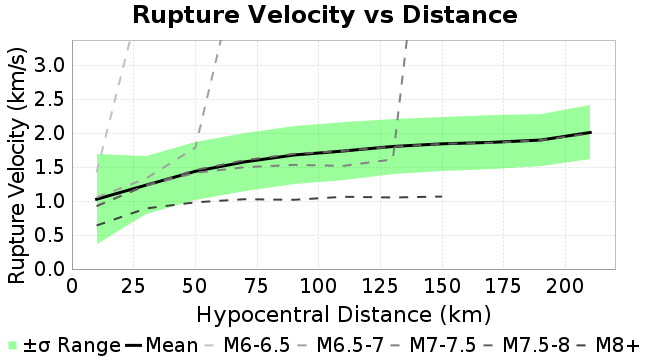 Rupture Velocity vs Distance
Rupture Velocity (km/s)
3.0
2.5
2.0
1.5
1.0
0.5
0.0
0 25 50 75 100 125 150 175 200
Hypocentral Distance (km)
±σ Range Mean M6-6.5 M6.5-7 M7-7.5 M7.5-8 M8+